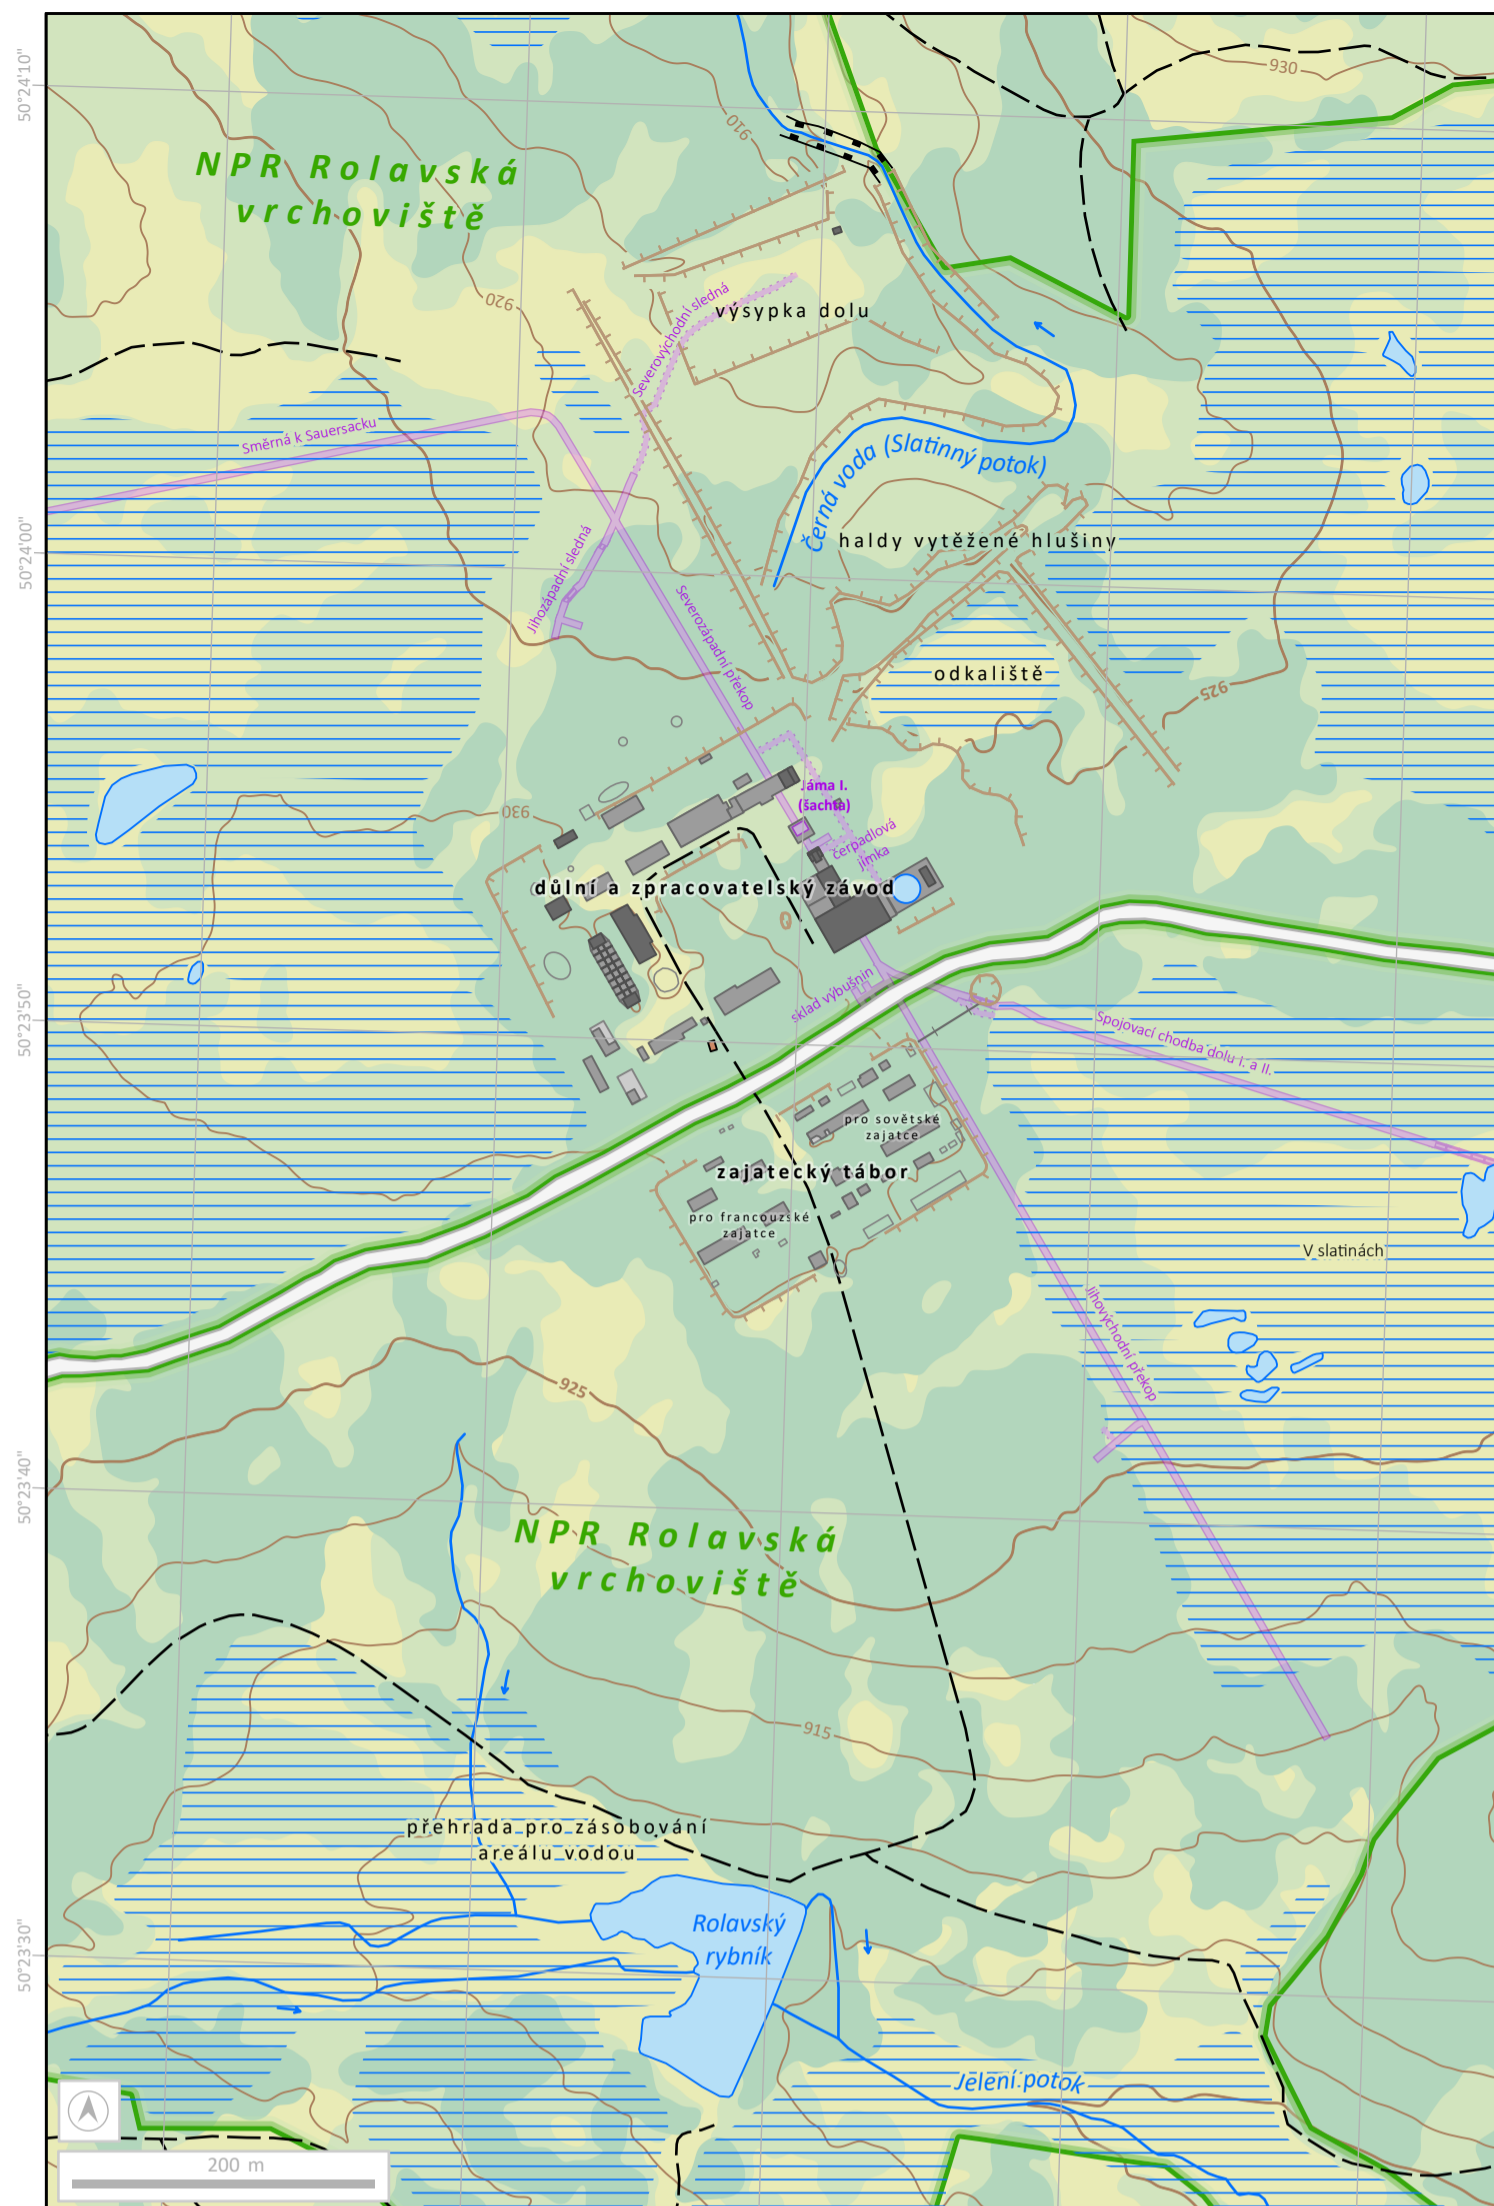 50°24'10"
930
910
NPR Rolavská
vrchoviště
920
Severovýchodní sledná
výsypka dolu
Směrná k Sauersacku
Černá voda (Slatinný potok)
50°24'00"
Jihozápadní sledná
haldy vytěžené hlušiny
Severozápadní překop
odkaliště
925
Jáma I.
(šachta)
930
čerpadlová
jímka
důlní a zpracovatelský závod
50°23'50"
sklad výbušnin
Spojovací chodba dolu I. a II.
pro sovětské
zajatce
zajatecký tábor
pro francouzské
zajatce
V slatinách
Jihovýchodní překop
925
50°23'40"
NPR Rolavská
vrchoviště
915
přehrada pro zásobování
areálu vodou
Rolavský
rybník
50°23'30"
Jelení potok
200 m